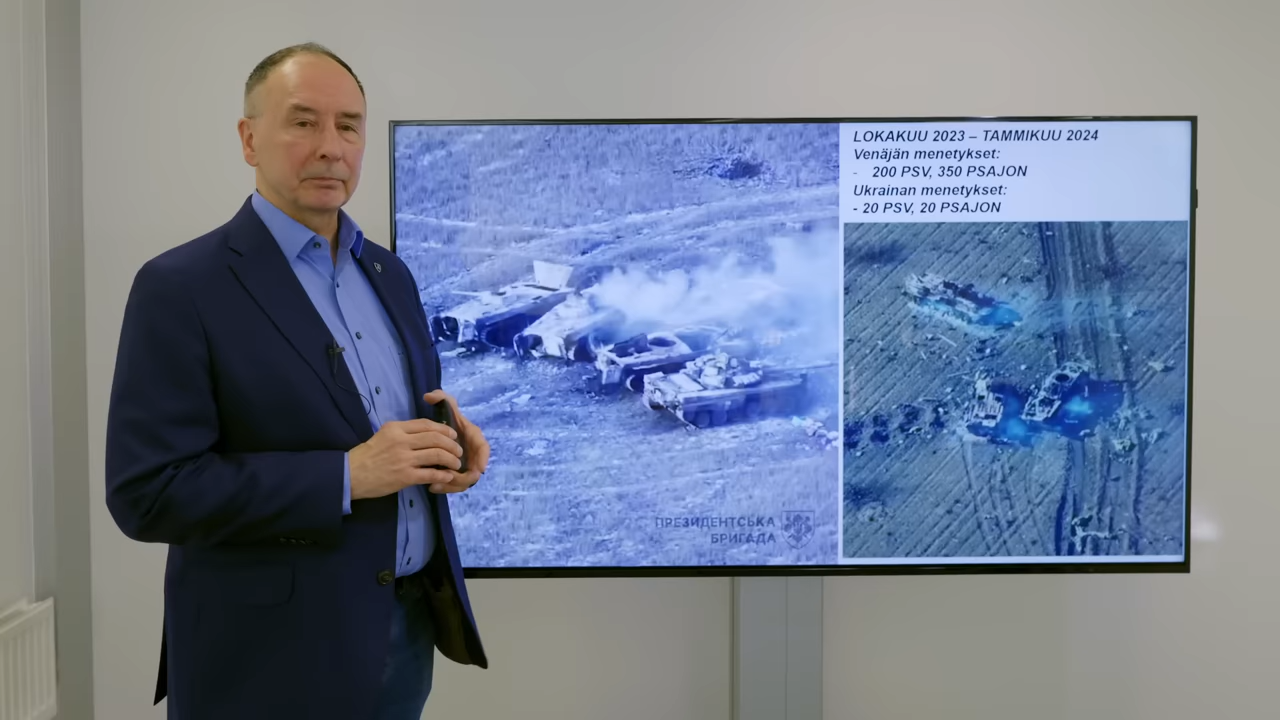 LOKAKUU 2023 – TAMMIKUU 2024
Venäjän menetykset:
- 200 PSV, 350 PSAJON
Ukrainan menetykset:
- 20 PSV, 20 PSAJON
ПРЕЗИДЕНТСЬКА
БРИГАДА